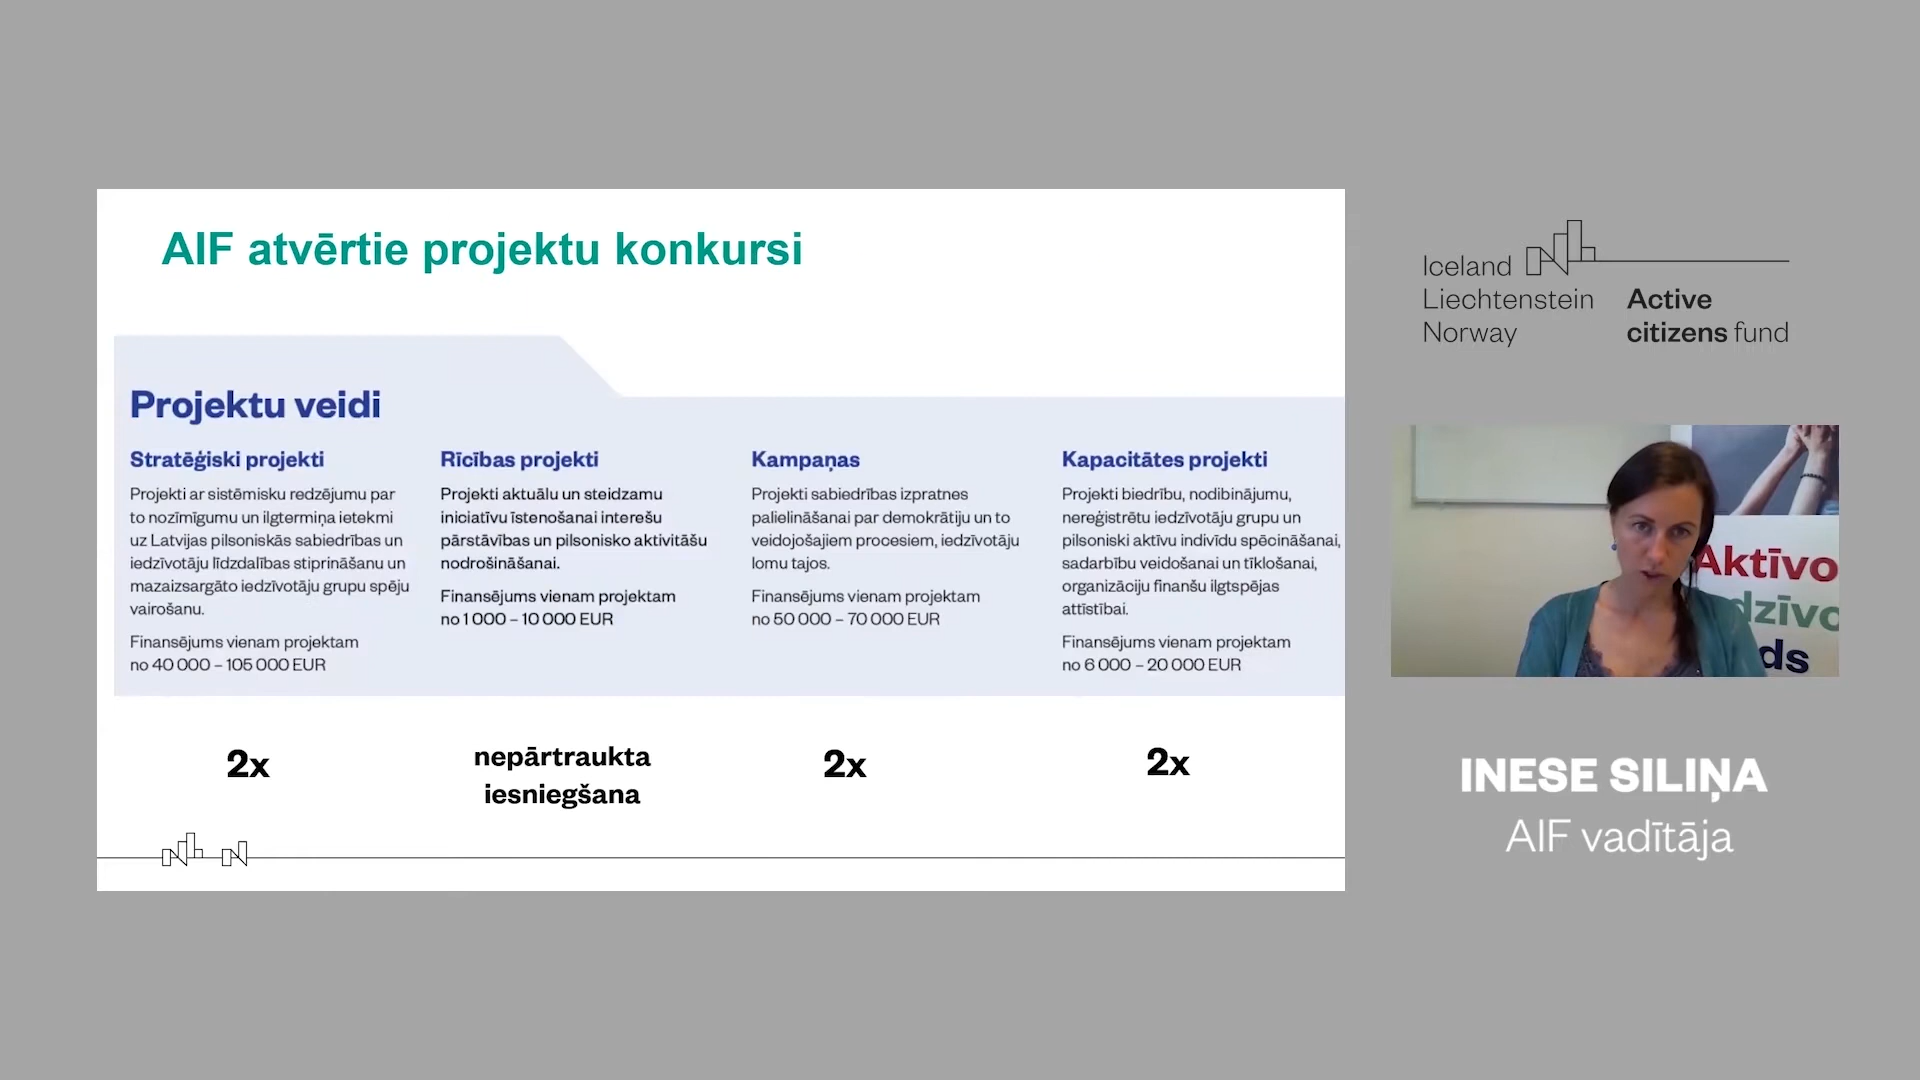 AIF atvērtie projektu konkursi
Projektu veidi
Stratēģiski projekti
Projekti ar sistēmisku redzējumu par
to nozīmīgumu un ilgtermiņa ietekmi
uz Latvijas pilsoniskās sabiedrības un
iedzīvotāju līdzdalības stiprināšanu un
mazaizsargāto iedzīvotāju grupu spēju
vairošanu.
Finansējums vienam projektam
no 40 000 – 105 000 EUR
2x
Rīcības projekti
Projekti aktuālu un steidzamu
iniciatīvu īstenošanai interešu
pārstāvības un pilsonisko aktivitāšu
nodrošināšanai.
Finansējums vienam projektam
no 1 000 – 10 000 EUR
nepārtraukta
iesniegšana
Kampaņas
Projekti sabiedrības izpratnes
palielināšanai par demokrātiju un to
veidojošajiem procesiem, iedzīvotāju
lomu tajos.
Finansējums vienam projektam
no 50 000 – 70 000 EUR
2x
Kapacitātes projekti
Projekti biedrību, nodibinājumu,
nereģistrētu iedzīvotāju grupu un
pilsoniski aktīvu indivīdu spēcināšanai,
sadarbību veidošanai un tīklošanai,
organizāciju finanšu ilgtspējas
attīstībai.
Finansējums vienam projektam
no 6 000 – 20 000 EUR
2x
Iceland
Liechtenstein
Norway
Active
citizens fund
Aktīvo
dzīvo
ds
INESE SILIŅA
AIF vadītāja